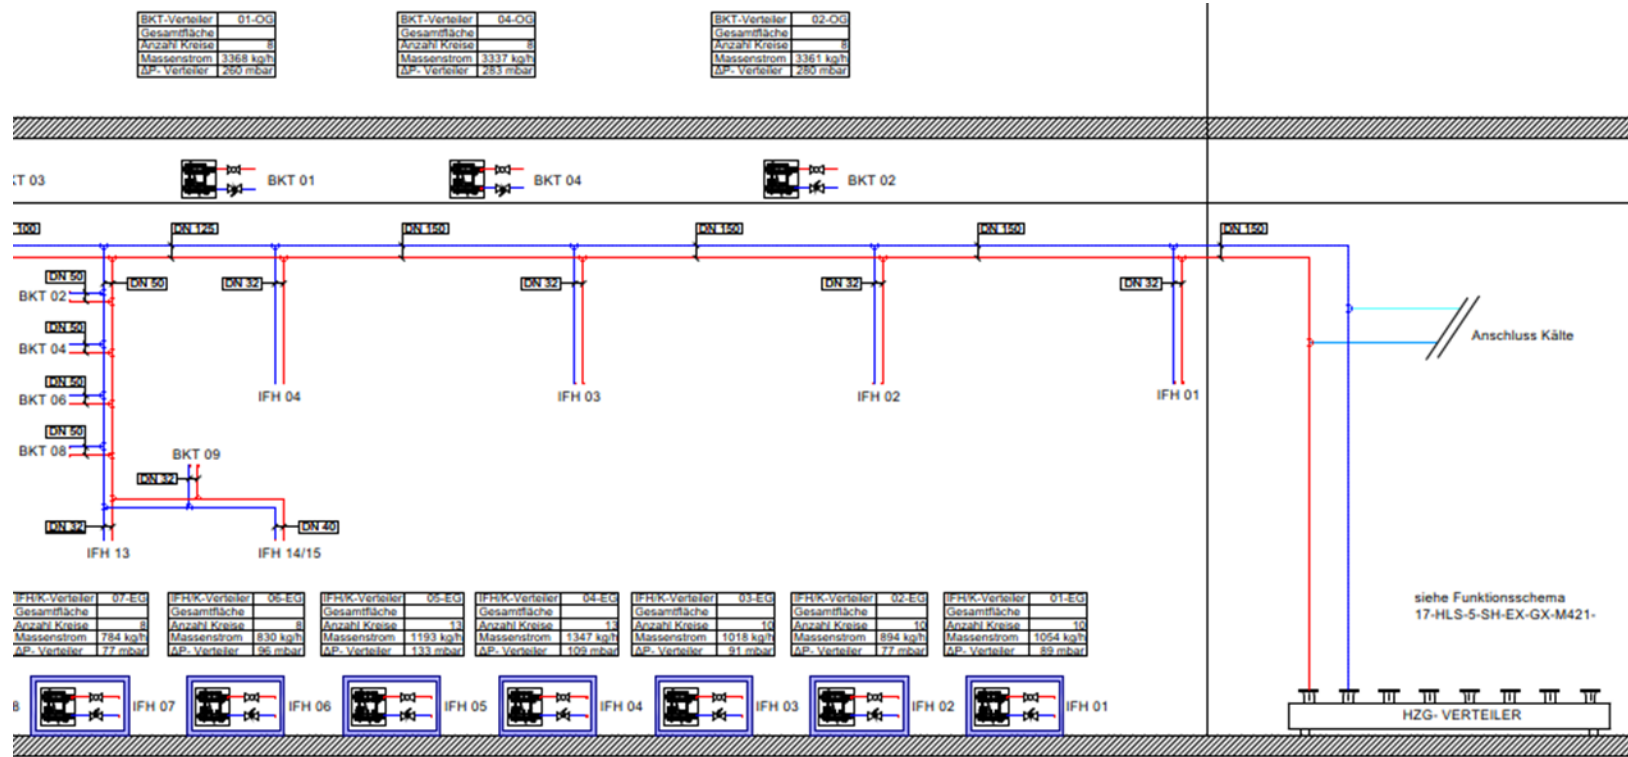 BKT-Verteiler 01-OG
Gesamtfläche
Anzahl Kreise 8
Massenstrom 3368 kg/h
ΔP- Verteiler 260 mbar
BKT-Verteiler 04-OG
Gesamtfläche
Anzahl Kreise 8
Massenstrom 3337 kg/h
ΔP- Verteiler 283 mbar
BKT-Verteiler 02-OG
Gesamtfläche
Anzahl Kreise 8
Massenstrom 3361 kg/h
ΔP- Verteiler 280 mbar
KT 03
BKT 01
BKT 04
BKT 02
100
DN 125
DN 150
DN 150
DN 150
DN 150
DN 50
DN 50
DN 32
DN 32
DN 32
DN 32
BKT 02
DN 50
BKT 04
Anschluss Kälte
DN 50
BKT 06
IFH 04
IFH 03
IFH 02
IFH 01
DN 50
BKT 08
BKT 09
DN 32
DN 32
DN 40
IFH 13
IFH 14/15
IFH/K-Verteiler 07-EG
Gesamtfläche
Anzahl Kreise 8
Massenstrom 784 kg/h
ΔP- Verteiler 77 mbar
IFH/K-Verteiler 06-EG
Gesamtfläche
Anzahl Kreise 8
Massenstrom 830 kg/h
ΔP- Verteiler 96 mbar
IFH/K-Verteiler 05-EG
Gesamtfläche
Anzahl Kreise 13
Massenstrom 1193 kg/h
ΔP- Verteiler 133 mbar
IFH/K-Verteiler 04-EG
Gesamtfläche
Anzahl Kreise 13
Massenstrom 1347 kg/h
ΔP- Verteiler 109 mbar
IFH/K-Verteiler 03-EG
Gesamtfläche
Anzahl Kreise 10
Massenstrom 1018 kg/h
ΔP- Verteiler 91 mbar
IFH/K-Verteiler 02-EG
Gesamtfläche
Anzahl Kreise 10
Massenstrom 894 kg/h
ΔP- Verteiler 77 mbar
IFH/K-Verteiler 01-EG
Gesamtfläche
Anzahl Kreise 10
Massenstrom 1054 kg/h
ΔP- Verteiler 89 mbar
siehe Funktionsschema
17-HLS-5-SH-EX-GX-M421-
8
IFH 07
IFH 06
IFH 05
IFH 04
IFH 03
IFH 02
IFH 01
HZG- VERTEILER